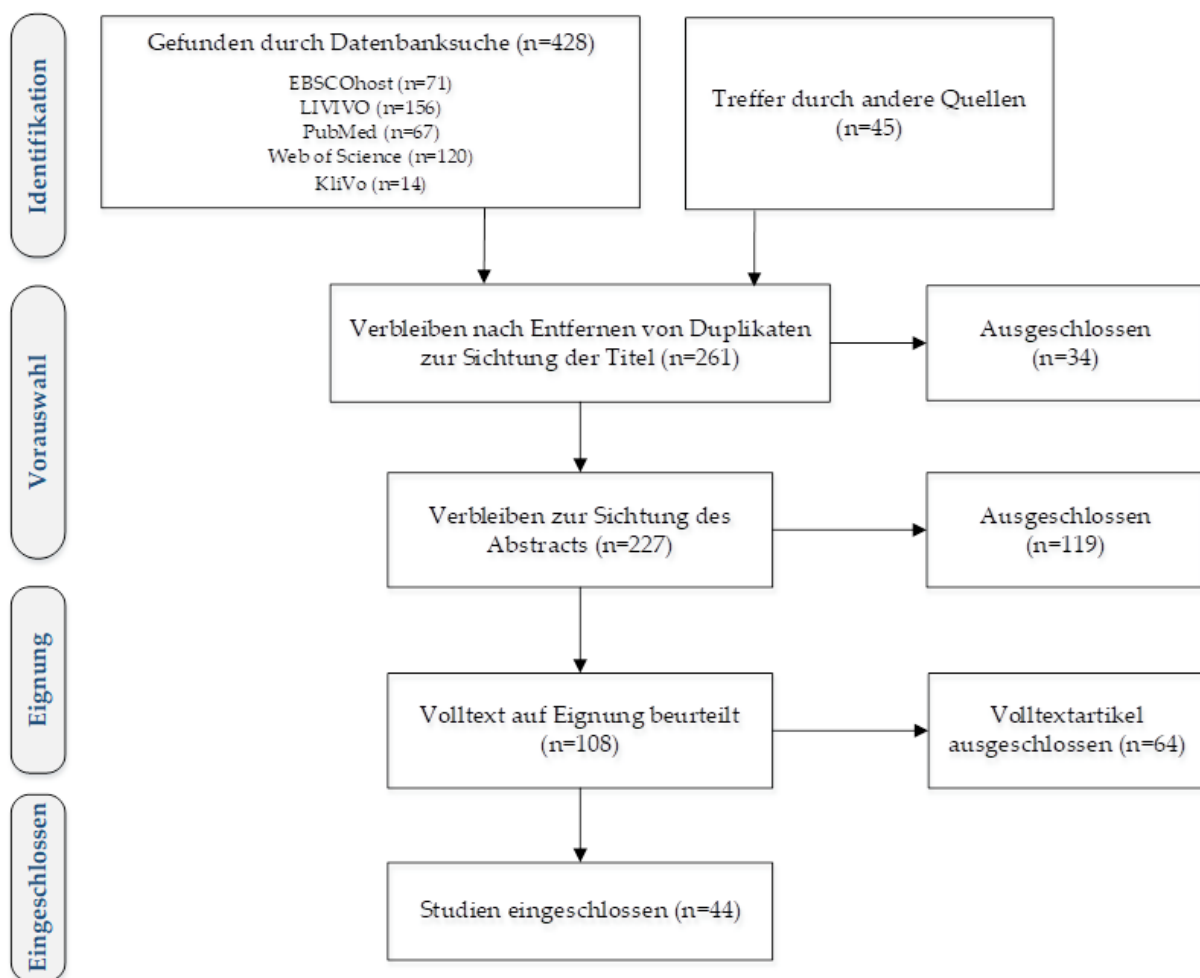 Identifikation
Gefunden durch Datenbanksuche (n=428)
EBSCOhost (n=71)
LIVIVO (n=156)
PubMed (n=67)
Web of Science (n=120)
KliVo (n=14)
Treffer durch andere Quellen
(n=45)
Vorauswahl
Verbleiben nach Entfernen von Duplikaten
zur Sichtung der Titel (n=261)
Ausgeschlossen
(n=34)
Verbleiben zur Sichtung des
Abstracts (n=227)
Ausgeschlossen
(n=119)
Eignung
Volltext auf Eignung beurteilt
(n=108)
Volltextartikel
ausgeschlossen (n=64)
Eingeschlossen
Studien eingeschlossen (n=44)